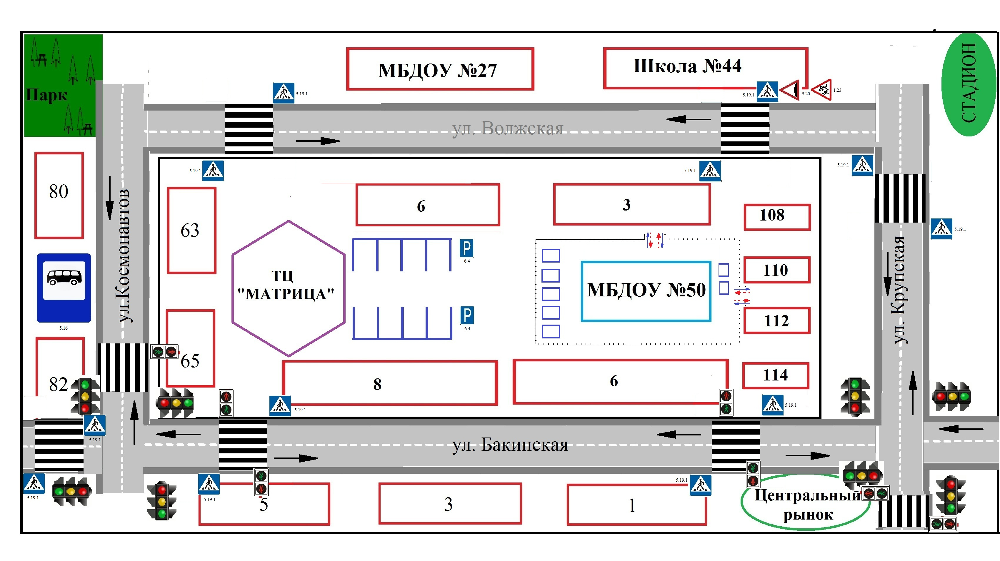 МБДОУ №27
Школа №44
СТАДИОН
Парк
5.19.1
5.19.1
5.20
1.23
ул. Волжская
5.19.1
5.19.1
5.19.1
80
63
6
3
108
5.19.1
ул.Космонавтов
ул. Крупская
P
6.4
110
ТЦ
"МАТРИЦА"
МБДОУ №50
P
6.4
112
5.16
65
82
8
6
114
5.19.1
5.19.1
5.19.1
ул. Бакинская
5.19.1
5.19.1
5.19.1
5
3
1
Центральный
рынок